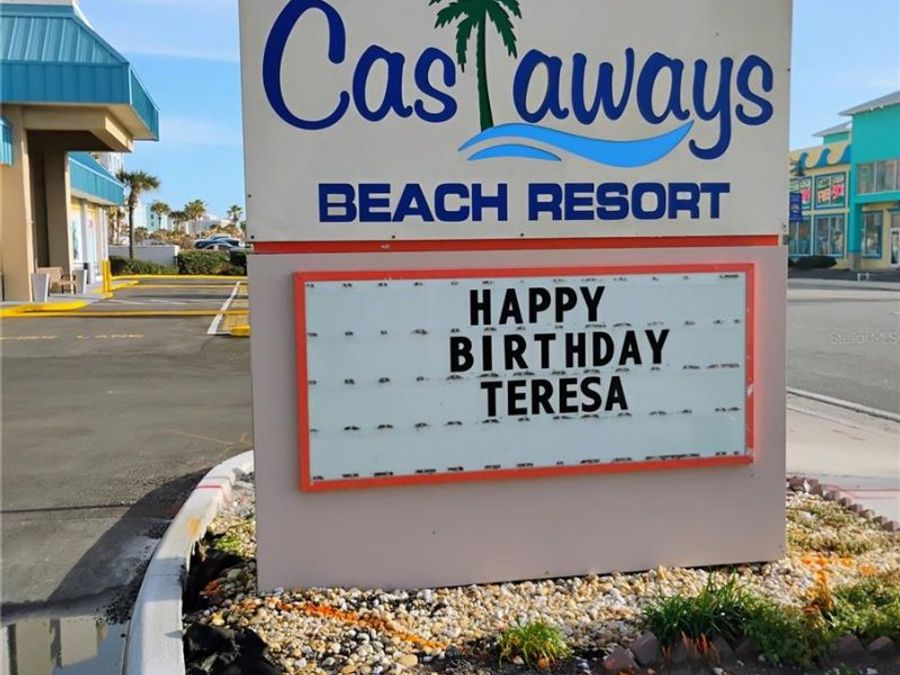 Castaways
BEACH RESORT
HAPPY
BIRTHDAY
TERESA
StellarMLS